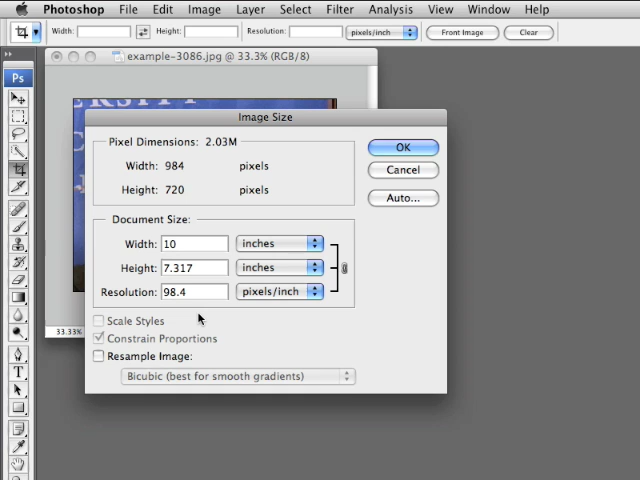 Photoshop File Edit Image Layer Select Filter Analysis View Window Help
Width: Height: Resolution: pixels/inch Front Image Clear
example-3086.jpg @ 33.3% (RGB/8)
Ps
ERSITY
Image Size
Pixel Dimensions: 2.03M
Width: 984 pixels
Height: 720 pixels
OK
Cancel
Auto...
Document Size:
Width: 10 inches
Height: 7.317 inches
Resolution: 98.4 pixels/inch
Scale Styles
33.33%
Constrain Proportions
Resample Image:
Bicubic (best for smooth gradients)
T